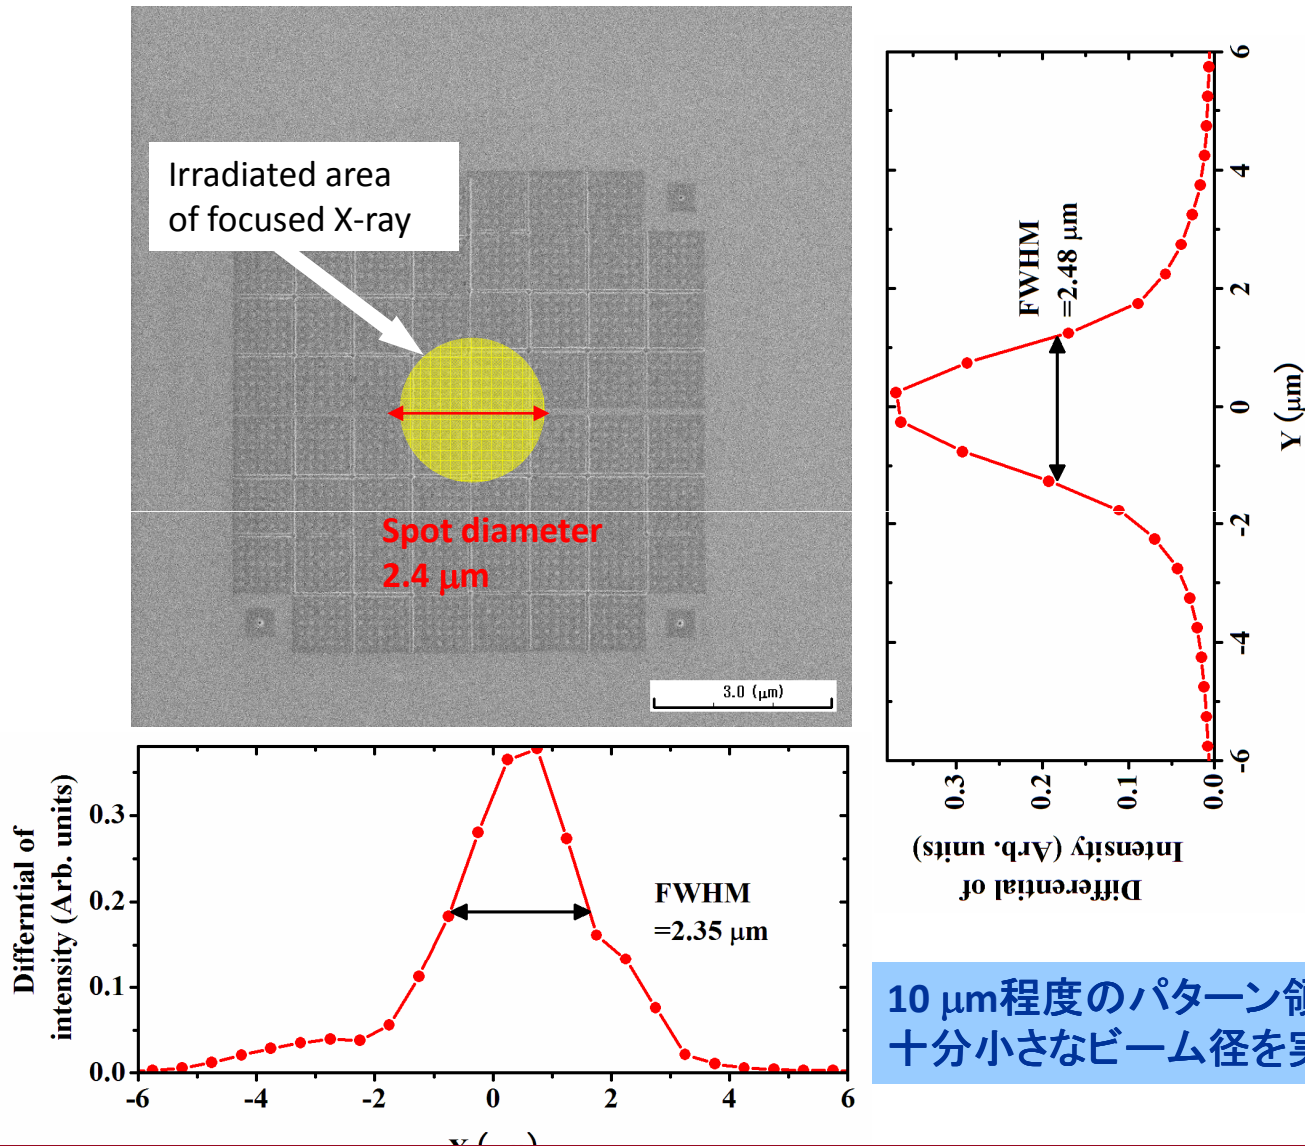 Irradiated area
of focused X-ray
Spot diameter
2.4 μm
3.0 (μm)
6
4
2
0
-2
-4
-6
Y (μm)
FWHM
=2.48 μm
0.3
0.2
0.1
0.0
Intensity (Arb. units)
Differential of
Differntial of
intensity (Arb. units)
0.3
0.2
0.1
0.0
FWHM
=2.35 μm
-6
-4
-2
0
2
4
6
X (
10 μm程度のパターン領
十分小さなビーム径を実